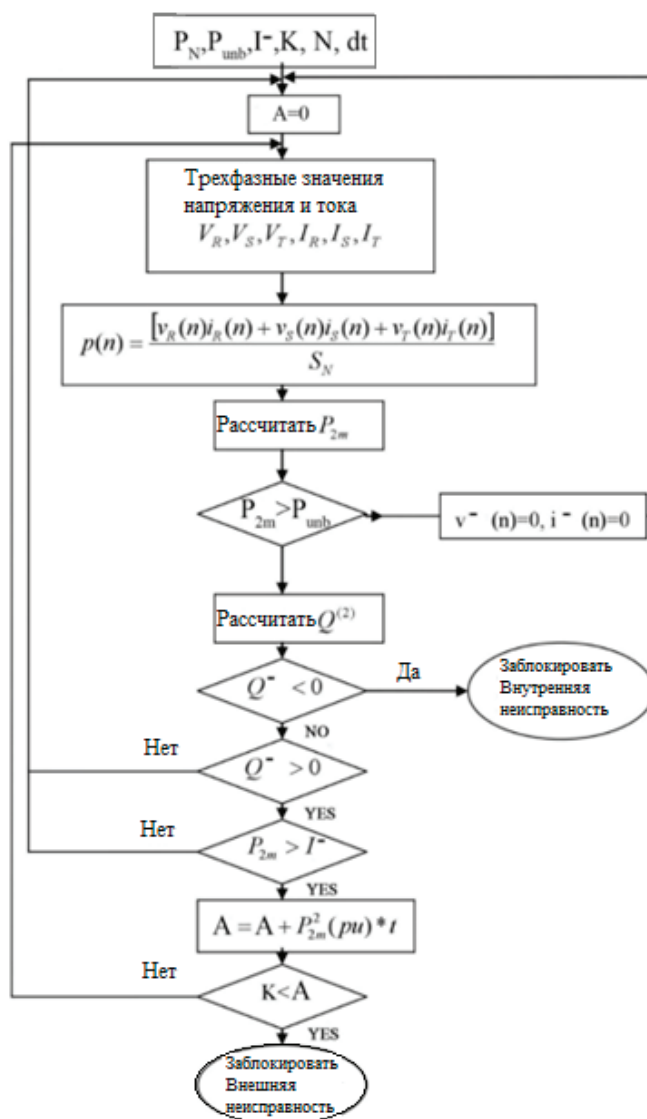 P_N,P_unb,I⁻,K, N, dt
A=0
Трехфазные значения
напряжения и тока
V_R,V_S,V_T,I_R,I_S,I_T
p(n) = [v_R(n)i_R(n) + v_S(n)i_S(n) + v_T(n)i_T(n)] / S_N
Рассчитать P_2m
P_2m>P_unb
v⁻ (n)=0, i⁻ (n)=0
Рассчитать Q^(2)
Q⁻ <0
Да
Заблокировать
Внутренняя
неисправность
NO
Нет
Q⁻ >0
YES
Нет
P_2m > I⁻
YES
A = A + P_2m^2(pu) * t
Нет
K<A
YES
Заблокировать
Внешняя
неисправность